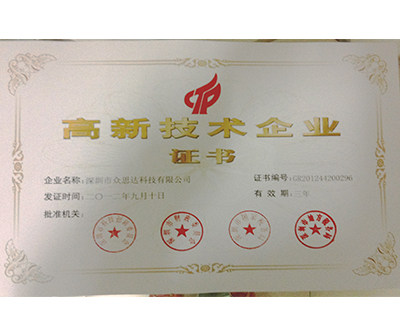 CTP
高新技术企业
证书
企业名称：深圳市众恩达科技有限公司
证书编号：GR201244200296
发证时间：二〇一二年九月十日
有效期：三年
批准机关：